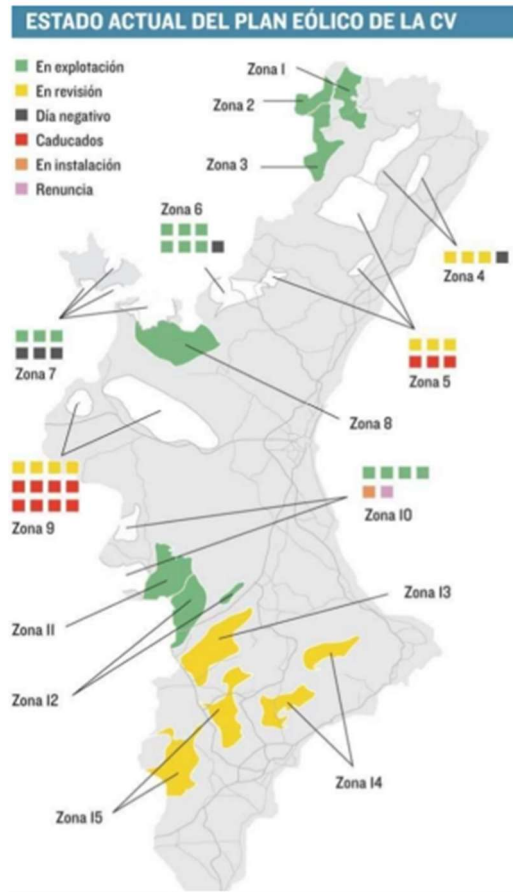 ESTADO ACTUAL DEL PLAN EÓLICO DE LA CV
En explotación
En revisión
Día negativo
Caducados
En instalación
Renuncia
Zona 1
Zona 2
Zona 3
Zona 6
Zona 4
Zona 7
Zona 5
Zona 8
Zona 9
Zona 10
Zona 11
Zona 13
Zona 12
Zona 14
Zona 15